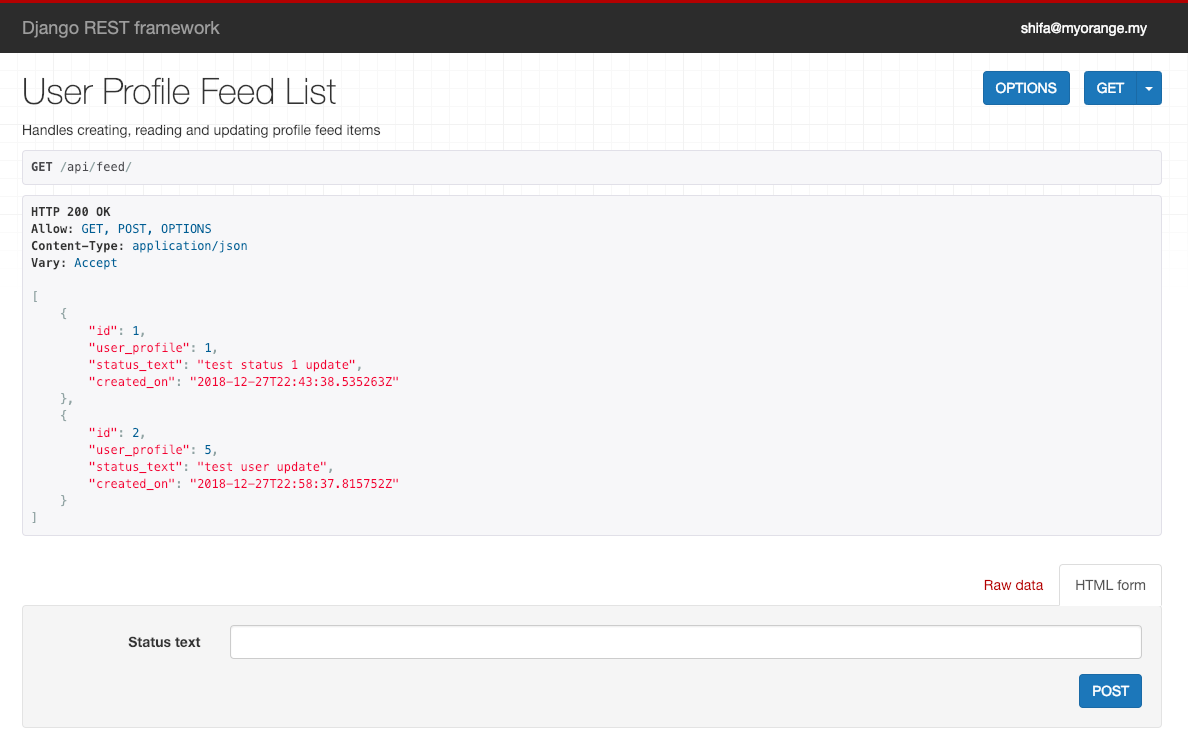 Django REST framework
shifa@myorange.my
User Profile Feed List
OPTIONS
GET
Handles creating, reading and updating profile feed items
GET /api/feed/
HTTP 200 OK
Allow: GET, POST, OPTIONS
Content-Type: application/json
Vary: Accept
[
    {
        "id": 1,
        "user_profile": 1,
        "status_text": "test status 1 update",
        "created_on": "2018-12-27T22:43:38.535263Z"
    },
    {
        "id": 2,
        "user_profile": 5,
        "status_text": "test user update",
        "created_on": "2018-12-27T22:58:37.815752Z"
    }
]
Raw data
HTML form
Status text
POST